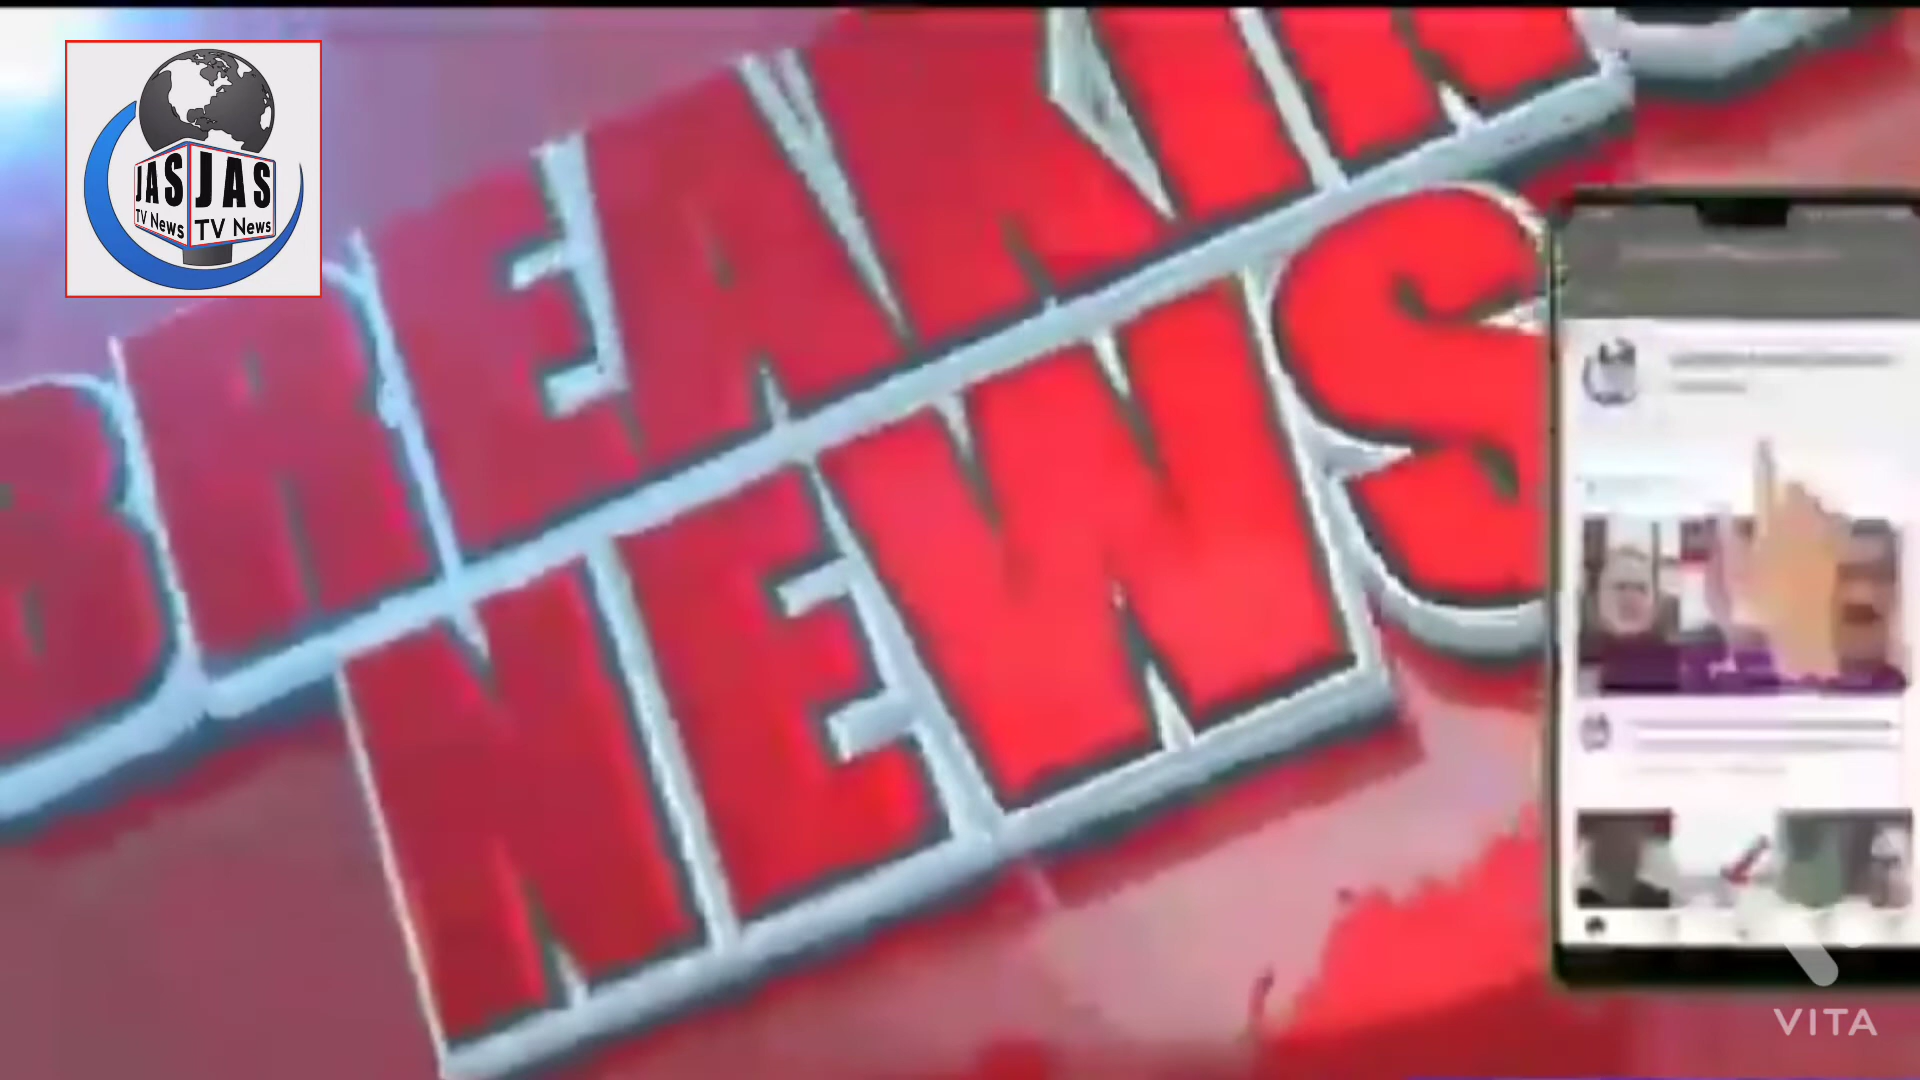 JAS JAS
TV News TV News
BREAKING
NEWS
VITA